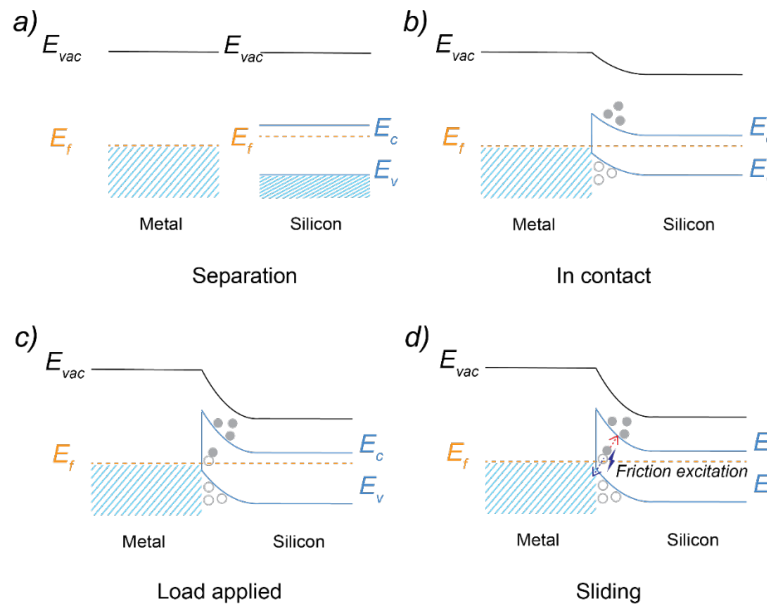 a)
E_vac E_vac
E_f E_f E_c
E_v
Metal Silicon
Separation
b)
E_vac
E_f
Metal Silicon
In contact
c)
E_vac
E_f E_c
E_v
Metal Silicon
Load applied
d)
E_vac
E_f
Friction excitation
Metal Silicon
Sliding